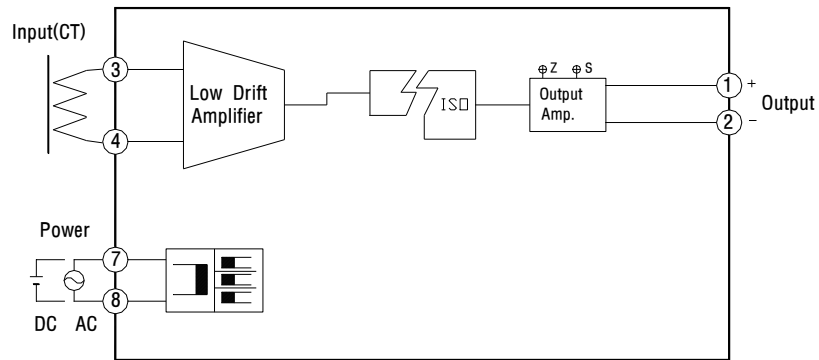 Input(CT)
3
4
Low Drift
Amplifier
ISO
Z
S
Output
Amp.
1
+
2
−
Output
Power
7
8
DC
AC